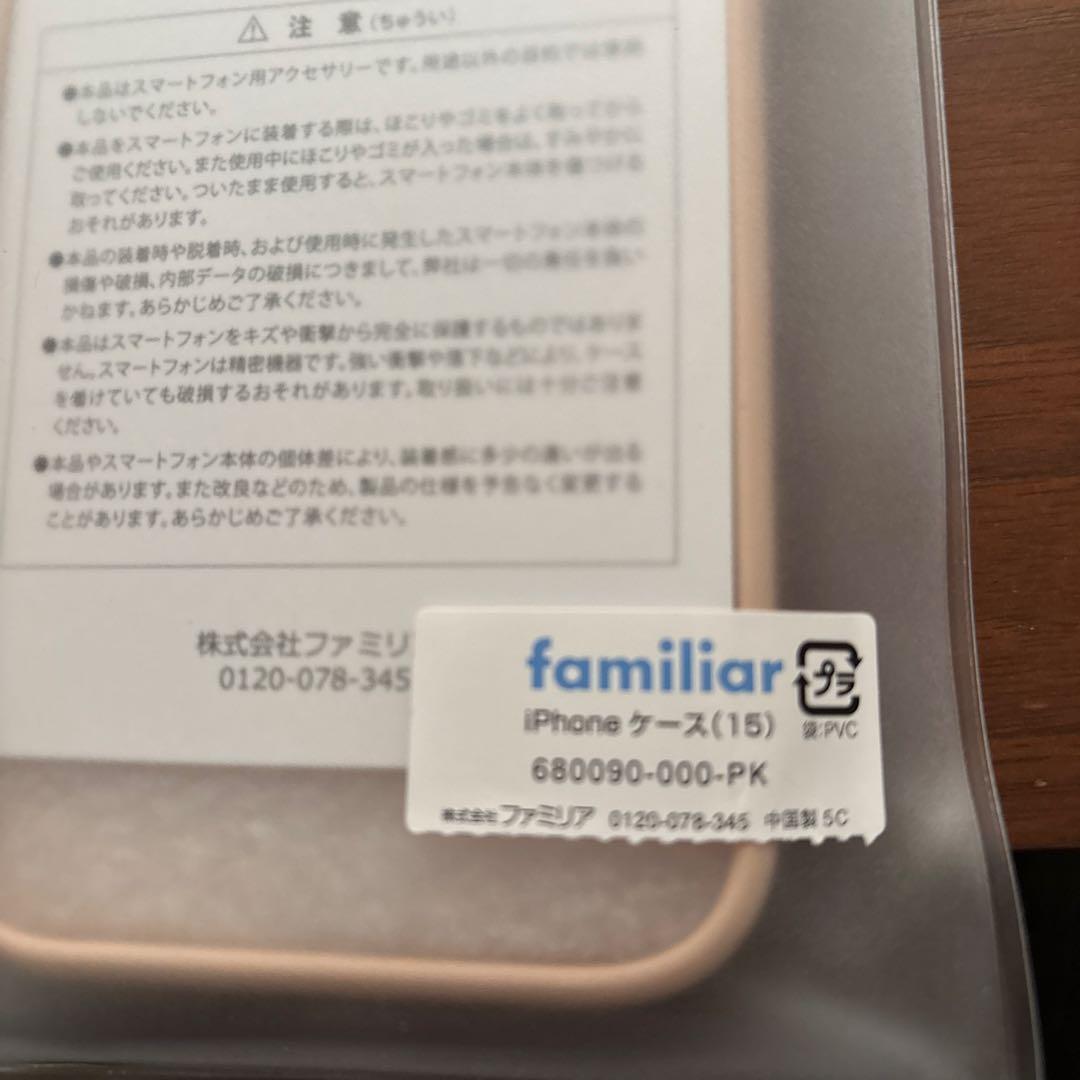 ⚠ 注 意(ちゅうい)
●本品はスマートフォン用アクセサリーです。用途以外の目的では使用
しないでください。
●本品をスマートフォンに装着する際は、ほこりやゴミをよく取ってから
ご使用ください。また使用中にほこりやゴミが入った場合は、すみやかに
取ってください。ついたまま使用すると、スマートフォン本体を傷つける
おそれがあります。
●本品の装着時や脱着時、および使用時に発生したスマートフォン本体の
損傷や破損、内部データの破損につきまして、弊社は一切の責任を負い
かねます。あらかじめご了承ください。
●本品はスマートフォンをキズや衝撃から完全に保護するものではありま
せん。スマートフォンは精密機器です。強い衝撃や落下などにより、ケース
を着けていても破損するおそれがあります。取り扱いには十分ご注意
ください。
●本品やスマートフォン本体の個体差により、装着感に多少の違いが出る
場合があります。また改良などのため、製品の仕様を予告なく変更する
ことがあります。あらかじめご了承ください。
株式会社ファミリ
0120-078-345
familiar
プラ
iPhone ケース(15)
袋:PVC
680090-000-PK
株式会社ファミリア 0120-078-345 中国製 5C